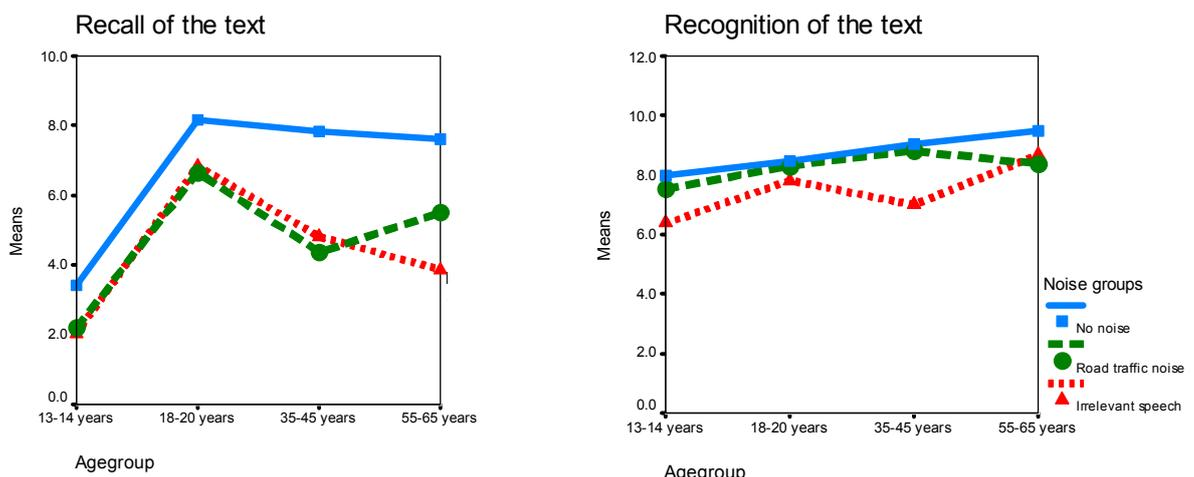 Recall of the text
10.0
8.0
6.0
4.0
2.0
0.0
Means
13-14 years 18-20 years 35-45 years 55-65 years
Agegroup
Recognition of the text
12.0
10.0
8.0
6.0
4.0
2.0
0.0
Means
13-14 years 18-20 years 35-45 years 55-65 years
Agegroup
Noise groups
No noise
Road traffic noise
Irrelevant speech